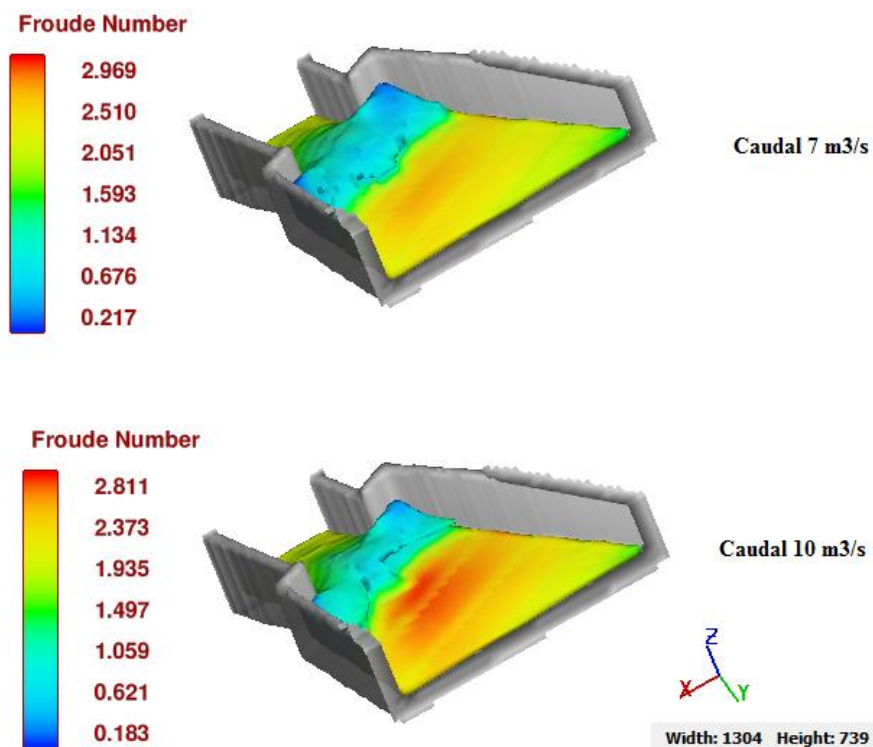 Froude Number
2.969
2.510
2.051
1.593
1.134
0.676
0.217
Caudal 7 m3/s
Froude Number
2.811
2.373
1.935
1.497
1.059
0.621
0.183
Caudal 10 m3/s
Z
X
Y
Width: 1304 Height: 739